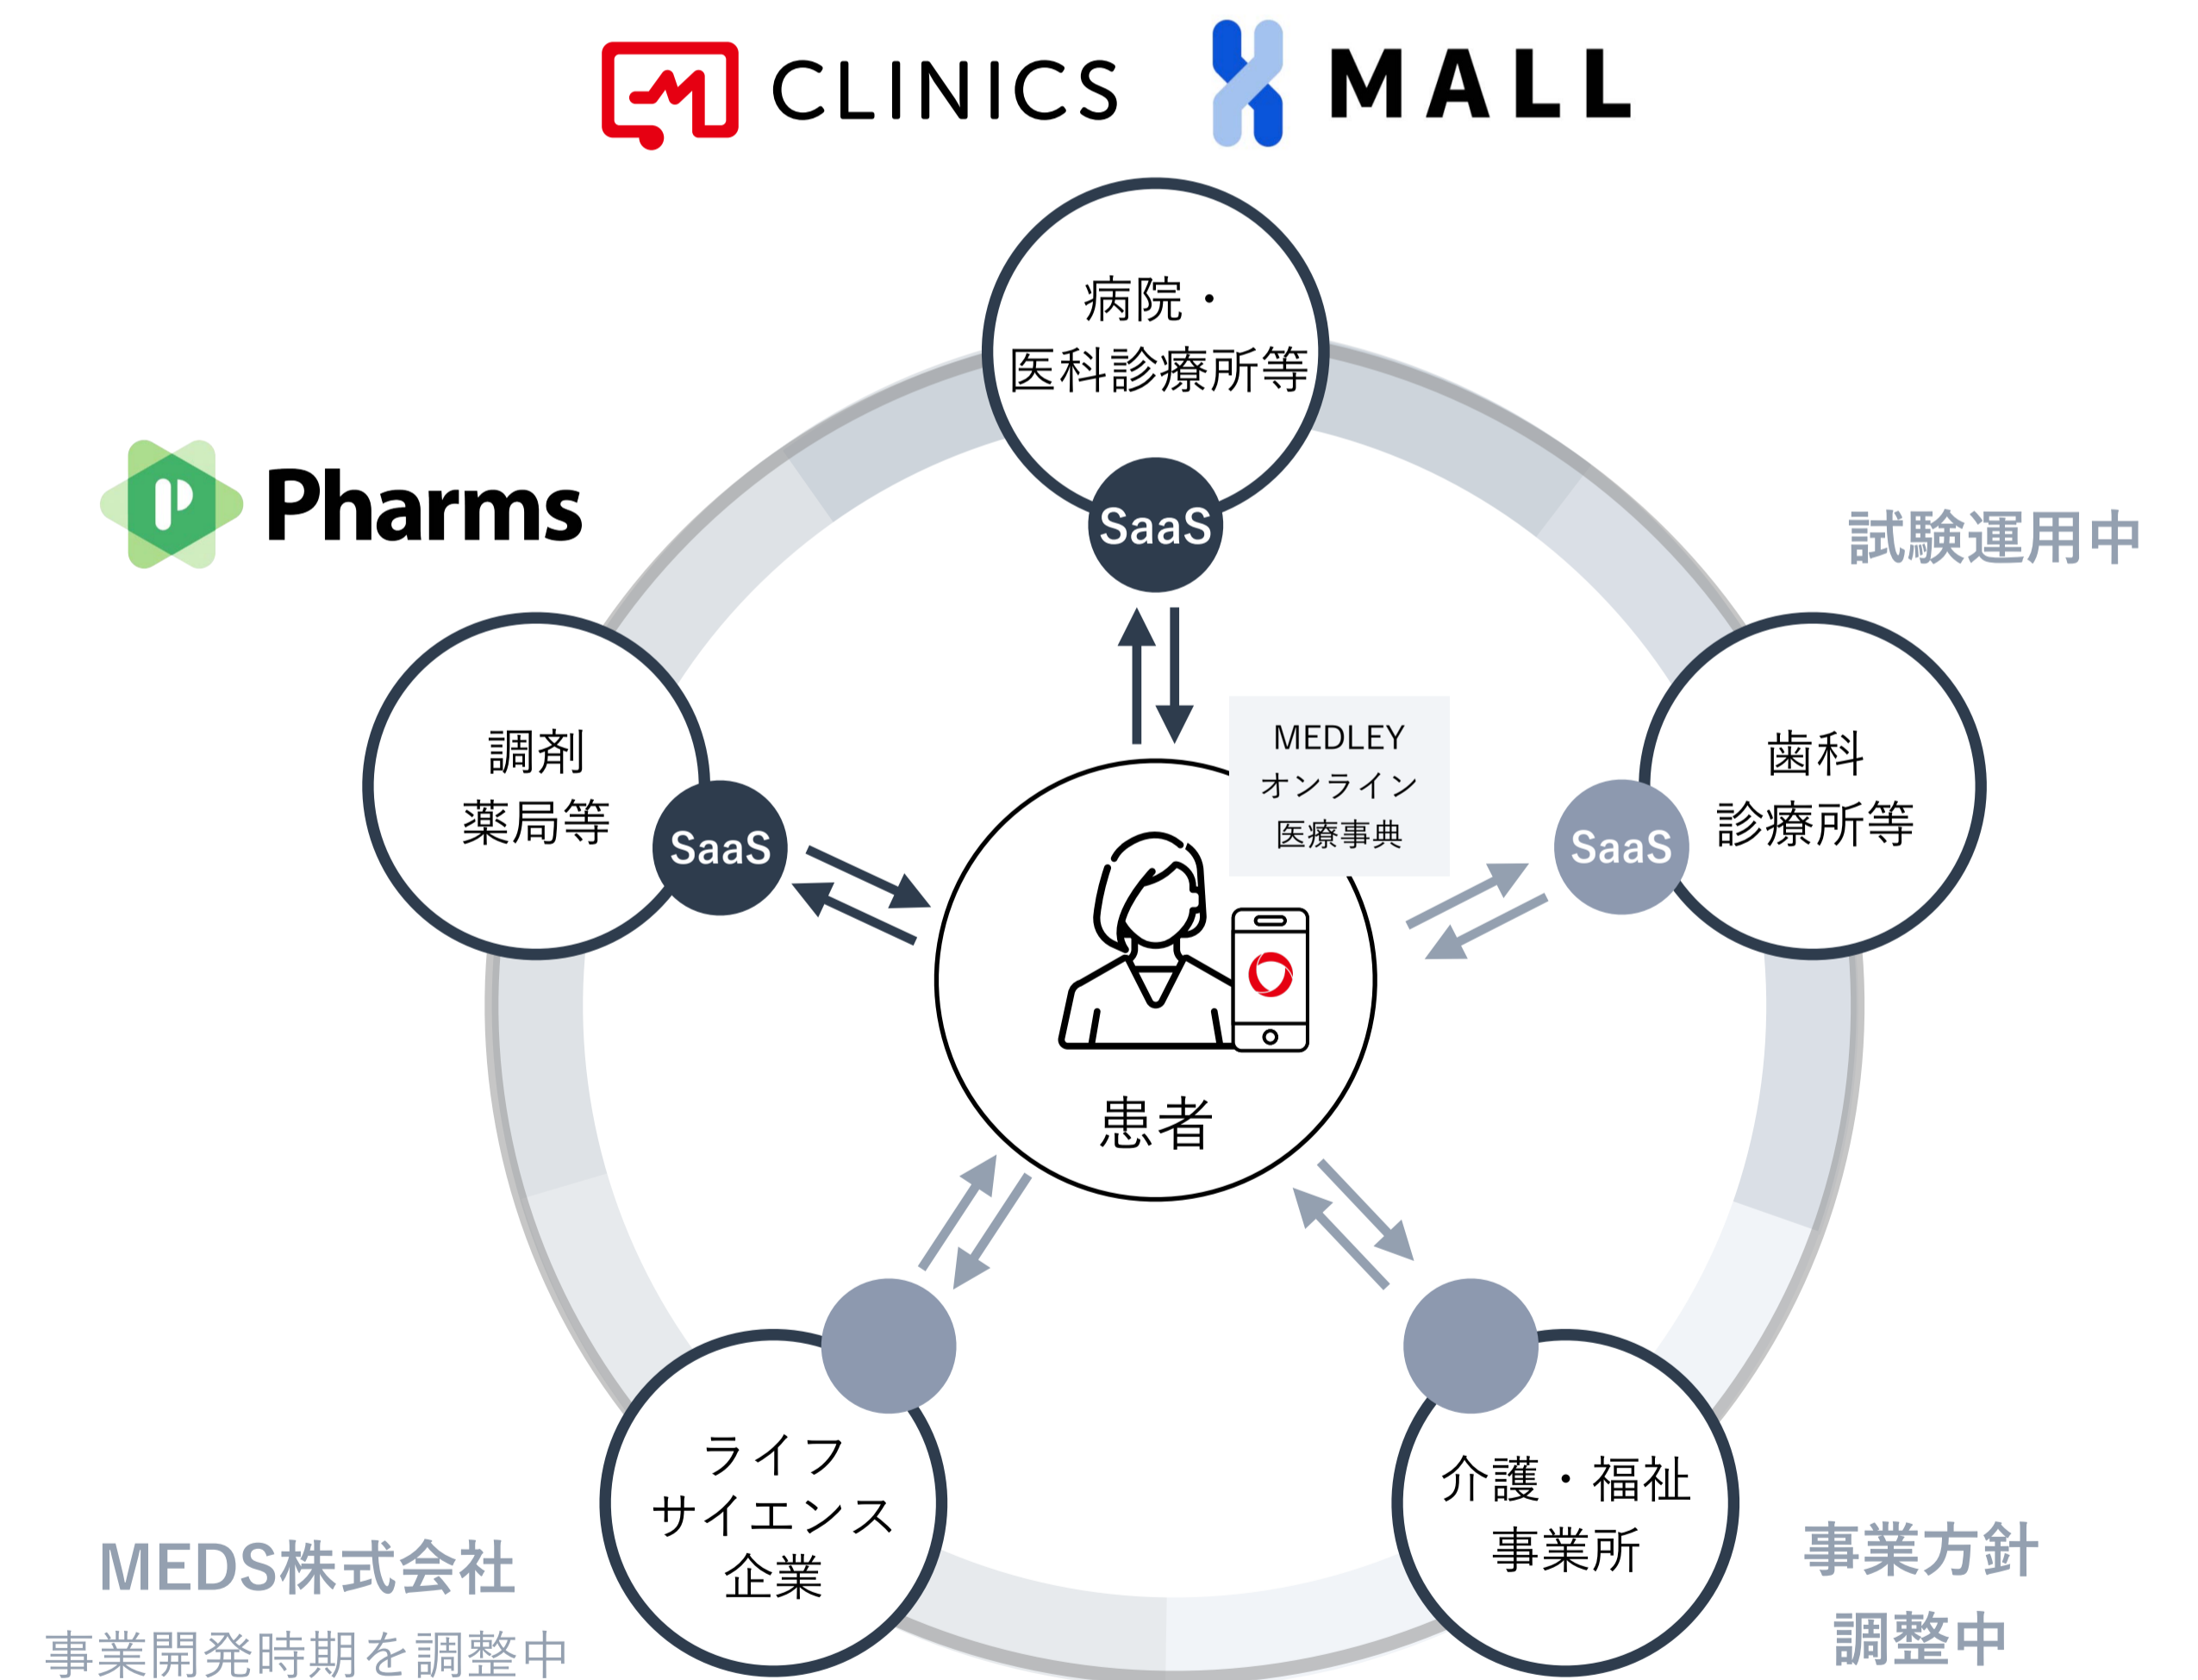 CLINICS
MALL
病院・
医科診療所等
SaaS
Pharms
試験運用中
調剤
薬局等
SaaS
MEDLEY
オンライン
医療事典
歯科
診療所等
SaaS
患者
ライフ
サイエンス
企業
介護・福祉
事業所
MEDS株式会社
事業開発時期を調整中
事業方針
調整中